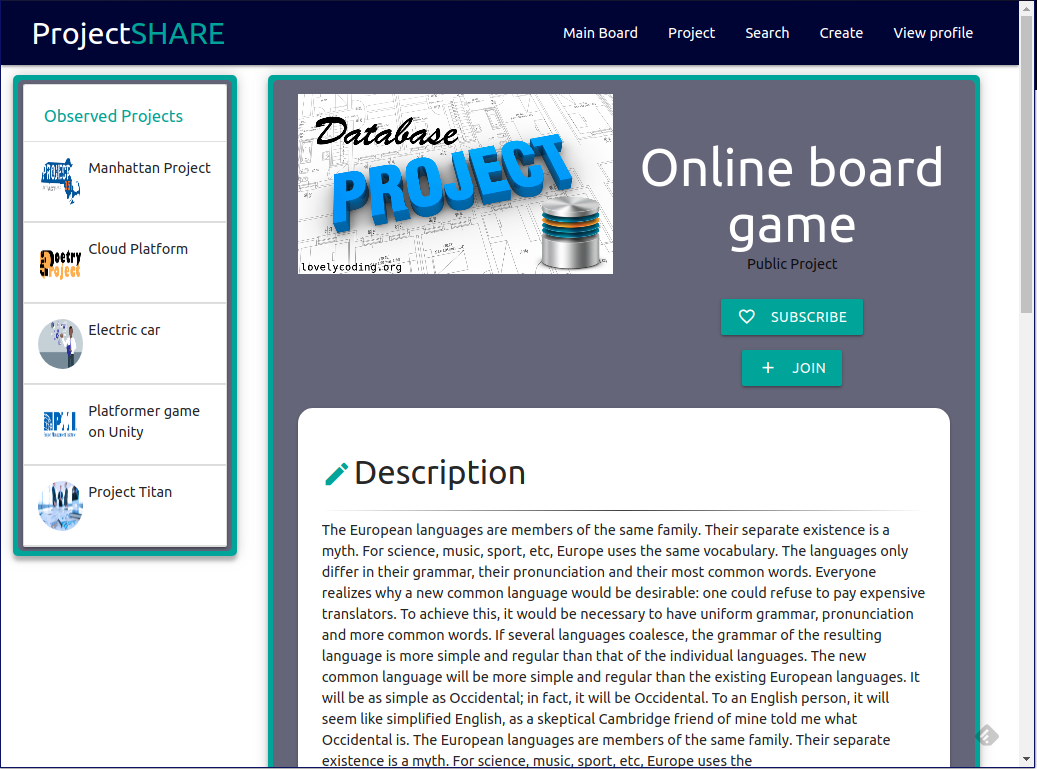 ProjectSHARE
Main Board
Project
Search
Create
View profile
Observed Projects
Manhattan Project
Cloud Platform
Poetry
Project
Electric car
Platformer game
on Unity
Project Titan
Database
PROJECT
lovelycoding.org
Online board
game
Public Project
SUBSCRIBE
JOIN
Description
The European languages are members of the same family. Their separate existence is a
myth. For science, music, sport, etc, Europe uses the same vocabulary. The languages only
differ in their grammar, their pronunciation and their most common words. Everyone
realizes why a new common language would be desirable: one could refuse to pay expensive
translators. To achieve this, it would be necessary to have uniform grammar, pronunciation
and more common words. If several languages coalesce, the grammar of the resulting
language is more simple and regular than that of the individual languages. The new
common language will be more simple and regular than the existing European languages. It
will be as simple as Occidental; in fact, it will be Occidental. To an English person, it will
seem like simplified English, as a skeptical Cambridge friend of mine told me what
Occidental is. The European languages are members of the same family. Their separate
existence is a myth. For science, music, sport, etc, Europe uses the